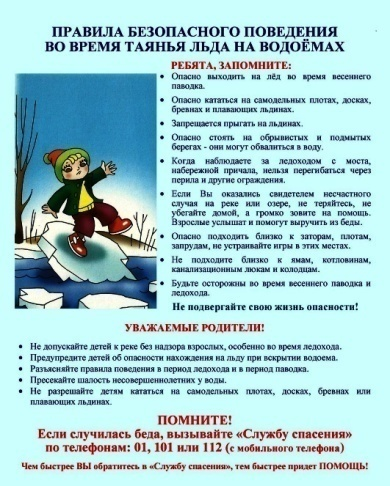 ПРАВИЛА БЕЗОПАСНОГО ПОВЕДЕНИЯ
ВО ВРЕМЯ ТАЯНЬЯ ЛЬДА НА ВОДОЁМАХ
РЕБЯТА, ЗАПОМНИТЕ:
• Опасно выходить на лёд во время весеннего
паводка.
• Опасно кататься на самодельных плотах, досках,
бревнах и плавающих льдинах.
• Запрещается прыгать на льдинах.
• Опасно стоять на обрывистых и подмытых
берегах - они могут обвалиться в воду.
• Когда наблюдаете за ледоходом с моста,
набережной причала, нельзя перегибаться через
перила и другие ограждения.
• Если Вы оказались свидетелем несчастного
случая на реке или озере, не теряйтесь, не
убегайте домой, а громко зовите на помощь.
Взрослые услышат и помогут выручить из беды.
• Опасно подходить близко к заторам, плотам,
запрудам, не устраивайте игры в этих местах.
• Не подходите близко к ямам, котловинам,
канализационным люкам и колодцам.
• Будьте осторожны во время весеннего паводка и
ледохода.
Не подвергайте свою жизнь опасности!
УВАЖАЕМЫЕ РОДИТЕЛИ!
• Не допускайте детей к реке без надзора взрослых, особенно во время ледохода.
• Предупредите детей об опасности нахождения на льду при вскрытии водоема.
• Разъясняйте правила поведения в период ледохода и в период паводка.
• Пресекайте шалость несовершеннолетних у воды.
• Не разрешайте детям кататься на самодельных плотах, досках, бревнах или
плавающих льдинах.
ПОМНИТЕ!
Если случилась беда, вызывайте «Службу спасения»
по телефонам: 01, 101 или 112 (с мобильного телефона)
Чем быстрее ВЫ обратитесь в «Службу спасения», тем быстрее придет ПОМОЩЬ!